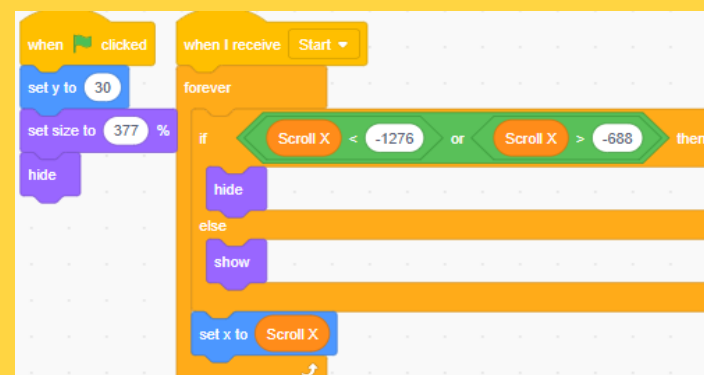 when clicked
set y to 30
set size to 377 %
hide
when I receive Start
forever
if Scroll X < -1276 or Scroll X > -688 then
hide
else
show
set x to Scroll X